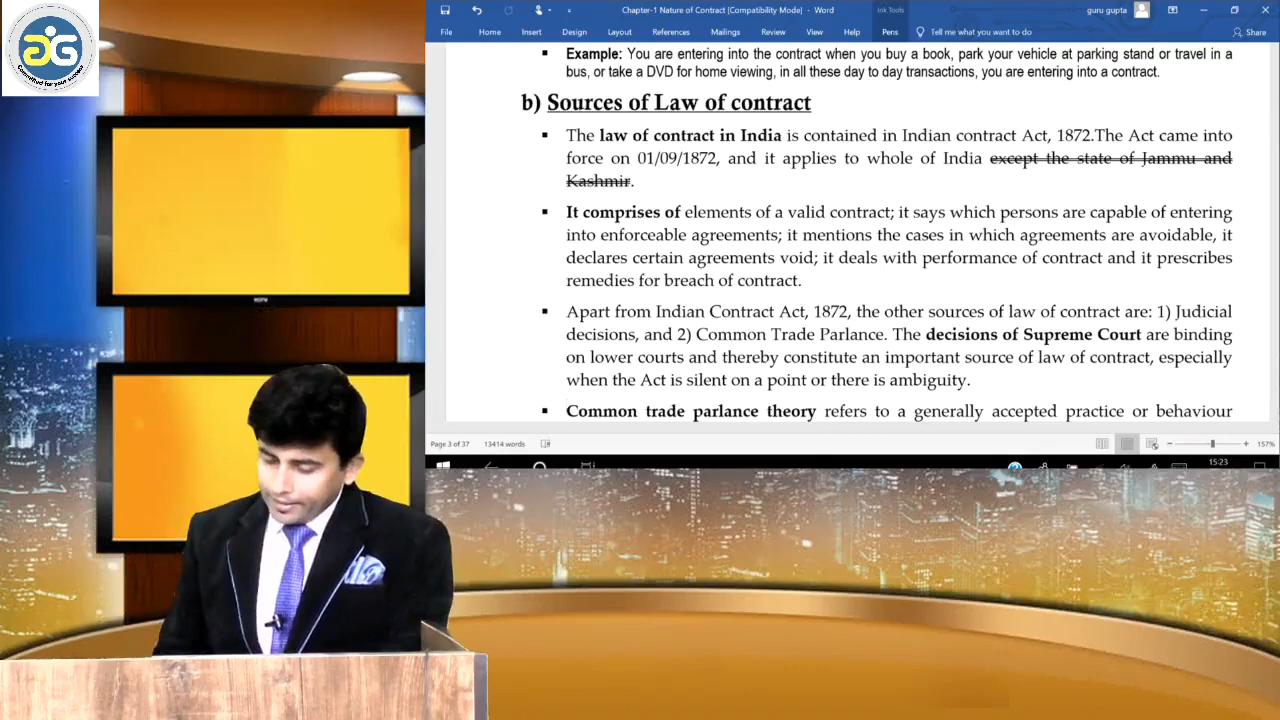 Chapter-1 Nature of Contract [Compatibility Mode] - Word
Ink Tools
guru gupta
File Home Insert Design Layout References Mailings Review View Help Pens Tell me what you want to do Share
▪ Example: You are entering into the contract when you buy a book, park your vehicle at parking stand or travel in a
bus, or take a DVD for home viewing, in all these day to day transactions, you are entering into a contract.
b) Sources of Law of contract
▪ The law of contract in India is contained in Indian contract Act, 1872.The Act came into
force on 01/09/1872, and it applies to whole of India except the state of Jammu and
Kashmir.
▪ It comprises of elements of a valid contract; it says which persons are capable of entering
into enforceable agreements; it mentions the cases in which agreements are avoidable, it
declares certain agreements void; it deals with performance of contract and it prescribes
remedies for breach of contract.
▪ Apart from Indian Contract Act, 1872, the other sources of law of contract are: 1) Judicial
decisions, and 2) Common Trade Parlance. The decisions of Supreme Court are binding
on lower courts and thereby constitute an important source of law of contract, especially
when the Act is silent on a point or there is ambiguity.
▪ Common trade parlance theory refers to a generally accepted practice or behaviour
Page 3 of 37 13414 words 157%
15:23